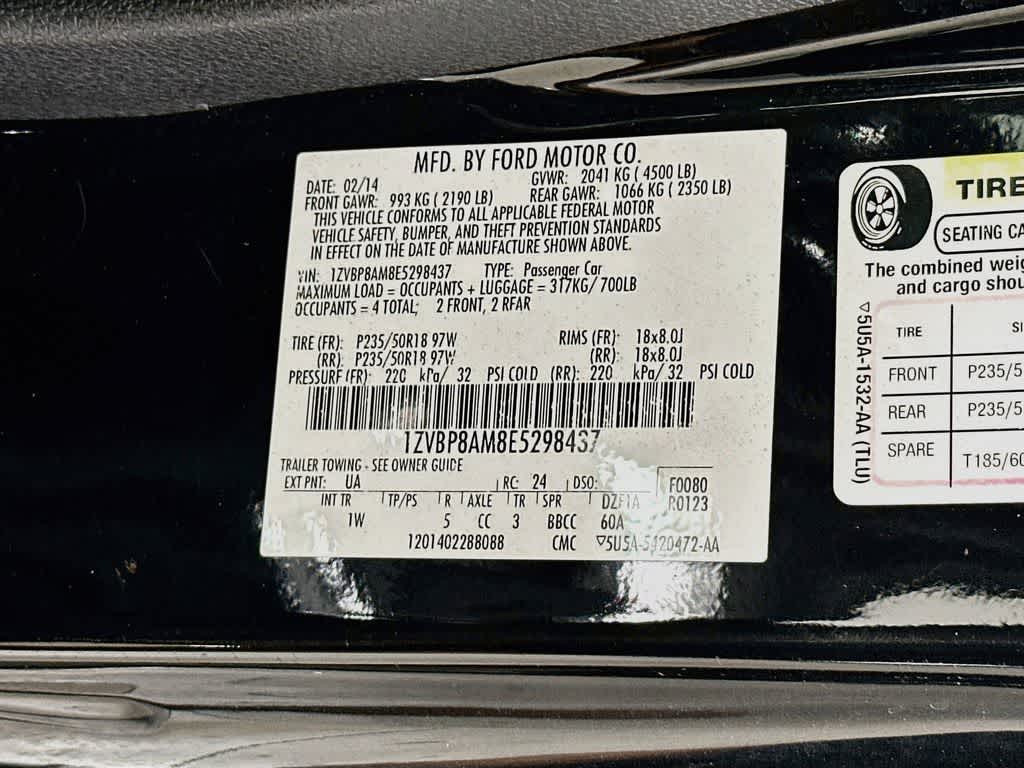 MFD. BY FORD MOTOR CO.
DATE: 02/14 GVWR: 2041 KG ( 4500 LB)
FRONT GAWR: 993 KG ( 2190 LB) REAR GAWR: 1066 KG ( 2350 LB)
THIS VEHICLE CONFORMS TO ALL APPLICABLE FEDERAL MOTOR
VEHICLE SAFETY, BUMPER, AND THEFT PREVENTION STANDARDS
IN EFFECT ON THE DATE OF MANUFACTURE SHOWN ABOVE.
VIN: 1ZVBP8AM8E5298437 TYPE: Passenger Car
MAXIMUM LOAD = OCCUPANTS + LUGGAGE = 317KG/ 700LB
OCCUPANTS = 4 TOTAL; 2 FRONT, 2 REAR
TIRE (FR): P235/50R18 97W RIMS (FR): 18x8.0J
(RR): P235/50R18 97W (RR): 18x8.0J
PRESSURE (FR): 220 kPa/ 32 PSI COLD (RR): 220 kPa/ 32 PSI COLD
1ZVBP8AM8E5298437
TRAILER TOWING - SEE OWNER GUIDE
EXT PNT: UA RC: 24 DSO: F0080
INT TR TP/PS R AXLE TR SPR DZF1A R0123
1W 5 CC 3 BBCC 60A
1201402288088 CMC ▽5U5A-5420472-AA
TIRE
SEATING
The combined
and cargo
▽5U5A-1532-AA (TLU)
TIRE
FRONT P235/5
REAR P235/5
SPARE T185/60